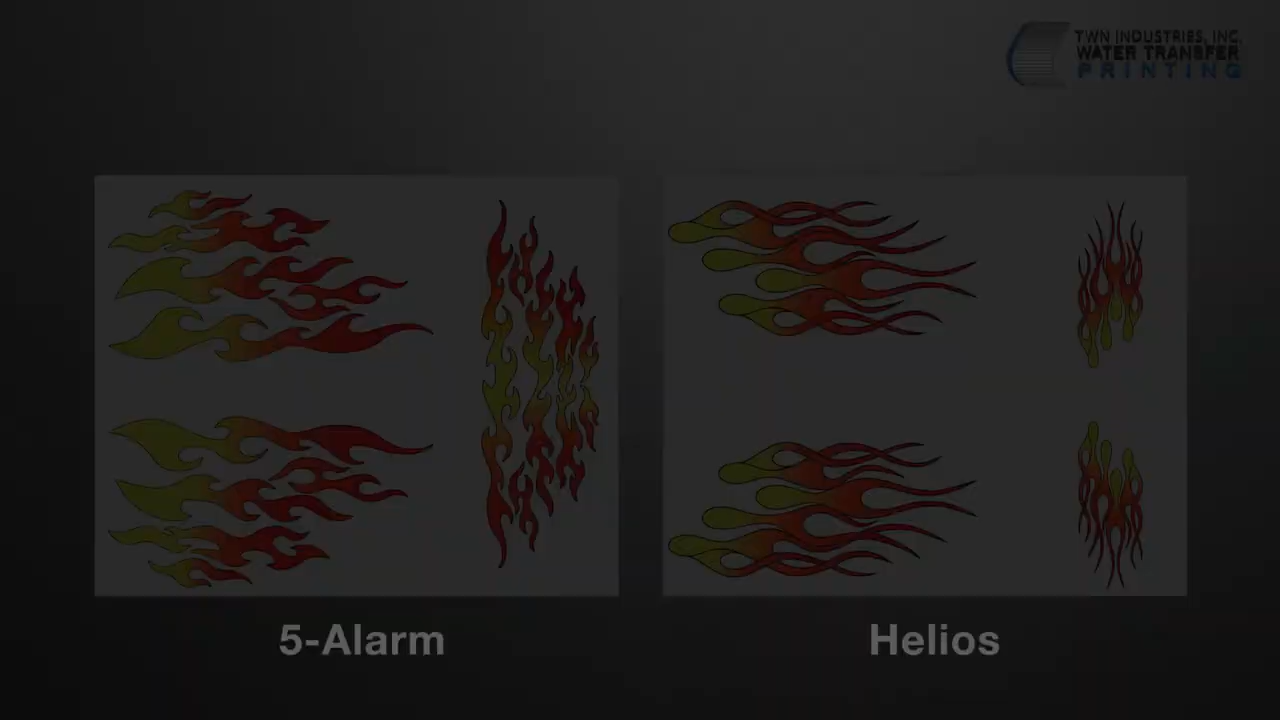 TWN INDUSTRIES, INC.
WATER TRANSFER
PRINTING
5-Alarm
Helios